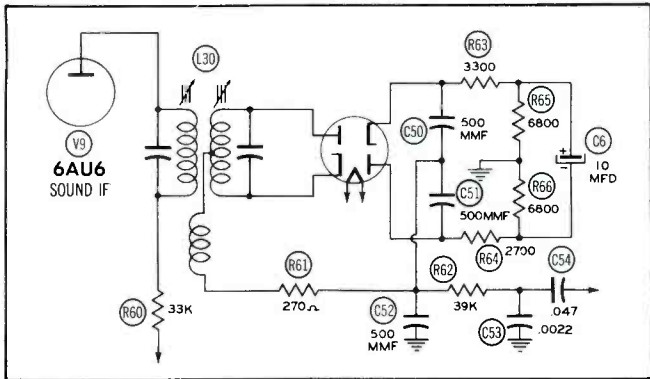 R63
3300
L30
V9
6AU6
SOUND IF
C50
500
MMF
R65
6800
C6
+
-
10
MFD
C51
500MMF
R66
6800
R64
2700
R60
33K
R61
270Ω
R62
39K
C54
.047
C52
500
MMF
C53
.0022